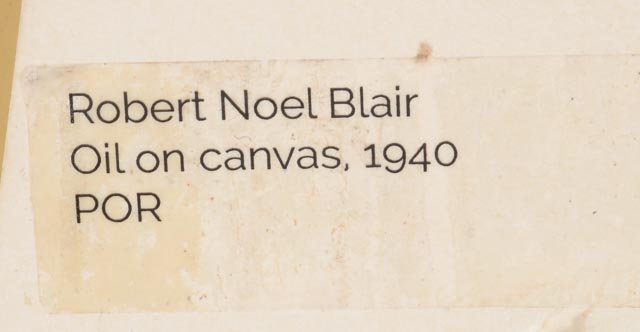 Robert Noel Blair
Oil on canvas, 1940
POR